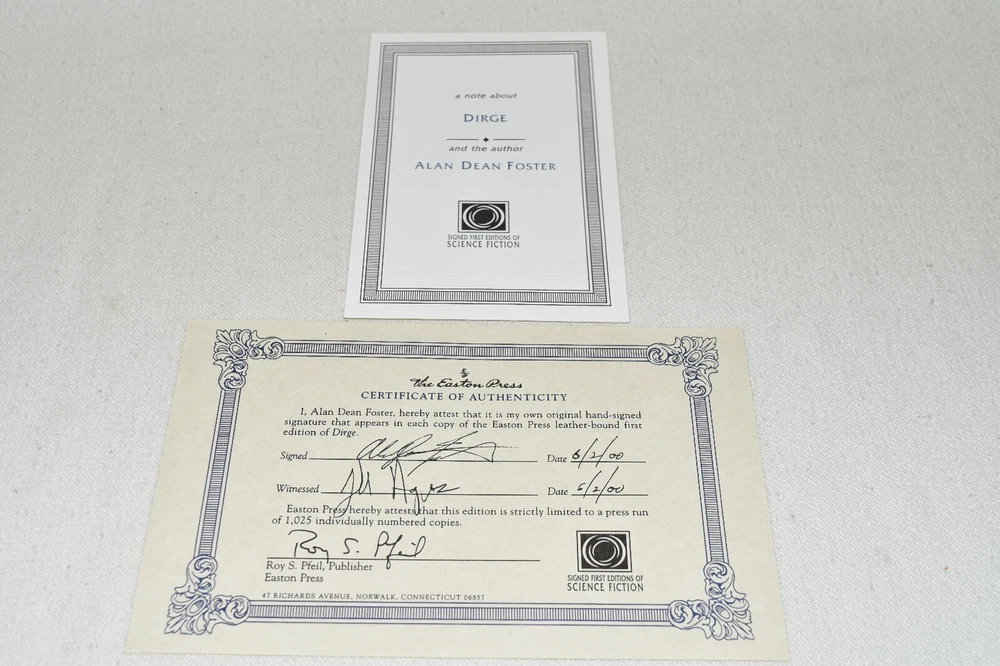 a note about
DIRGE
and the author
ALAN DEAN FOSTER
SIGNED FIRST EDITIONS OF
SCIENCE FICTION
The Easton Press
CERTIFICATE OF AUTHENTICITY
I, Alan Dean Foster, hereby attest that it is my own original hand-signed
signature that appears in each copy of the Easton Press leather-bound first
edition of Dirge.
Signed
Date 6/2/00
Witnessed
Date 6/2/00
Easton Press hereby attests that this edition is strictly limited to a press run
of 1,025 individually numbered copies.
Roy S. Pfeil
Roy S. Pfeil, Publisher
Easton Press
SIGNED FIRST EDITIONS OF
SCIENCE FICTION
47 RICHARDS AVENUE, NORWALK, CONNECTICUT 06857